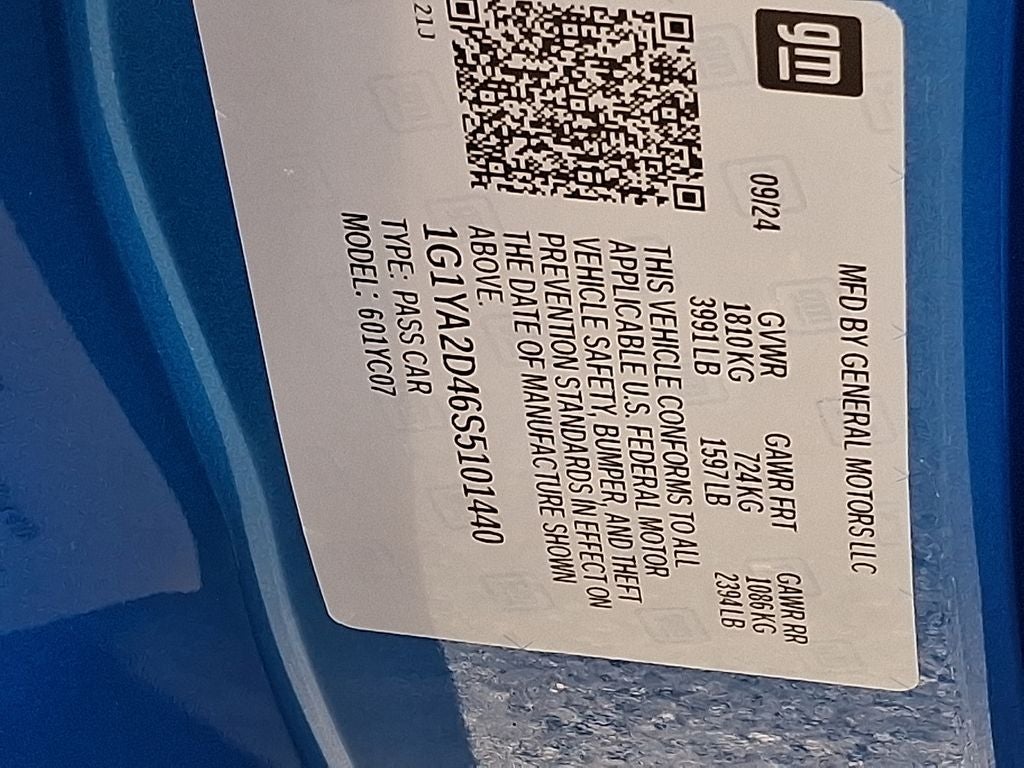 gm
MFD BY GENERAL MOTORS LLC
09/24 GVWR GAWR FRT GAWR RR
1810KG 724KG 1086KG
3991LB 1597LB 2394LB
THIS VEHICLE CONFORMS TO ALL
APPLICABLE U.S. FEDERAL MOTOR
VEHICLE SAFETY, BUMPER, AND THEFT
PREVENTION STANDARDS IN EFFECT ON
THE DATE OF MANUFACTURE SHOWN
ABOVE.
1G1YA2D46S5101440
TYPE: PASS CAR
MODEL: 601YC07
21J